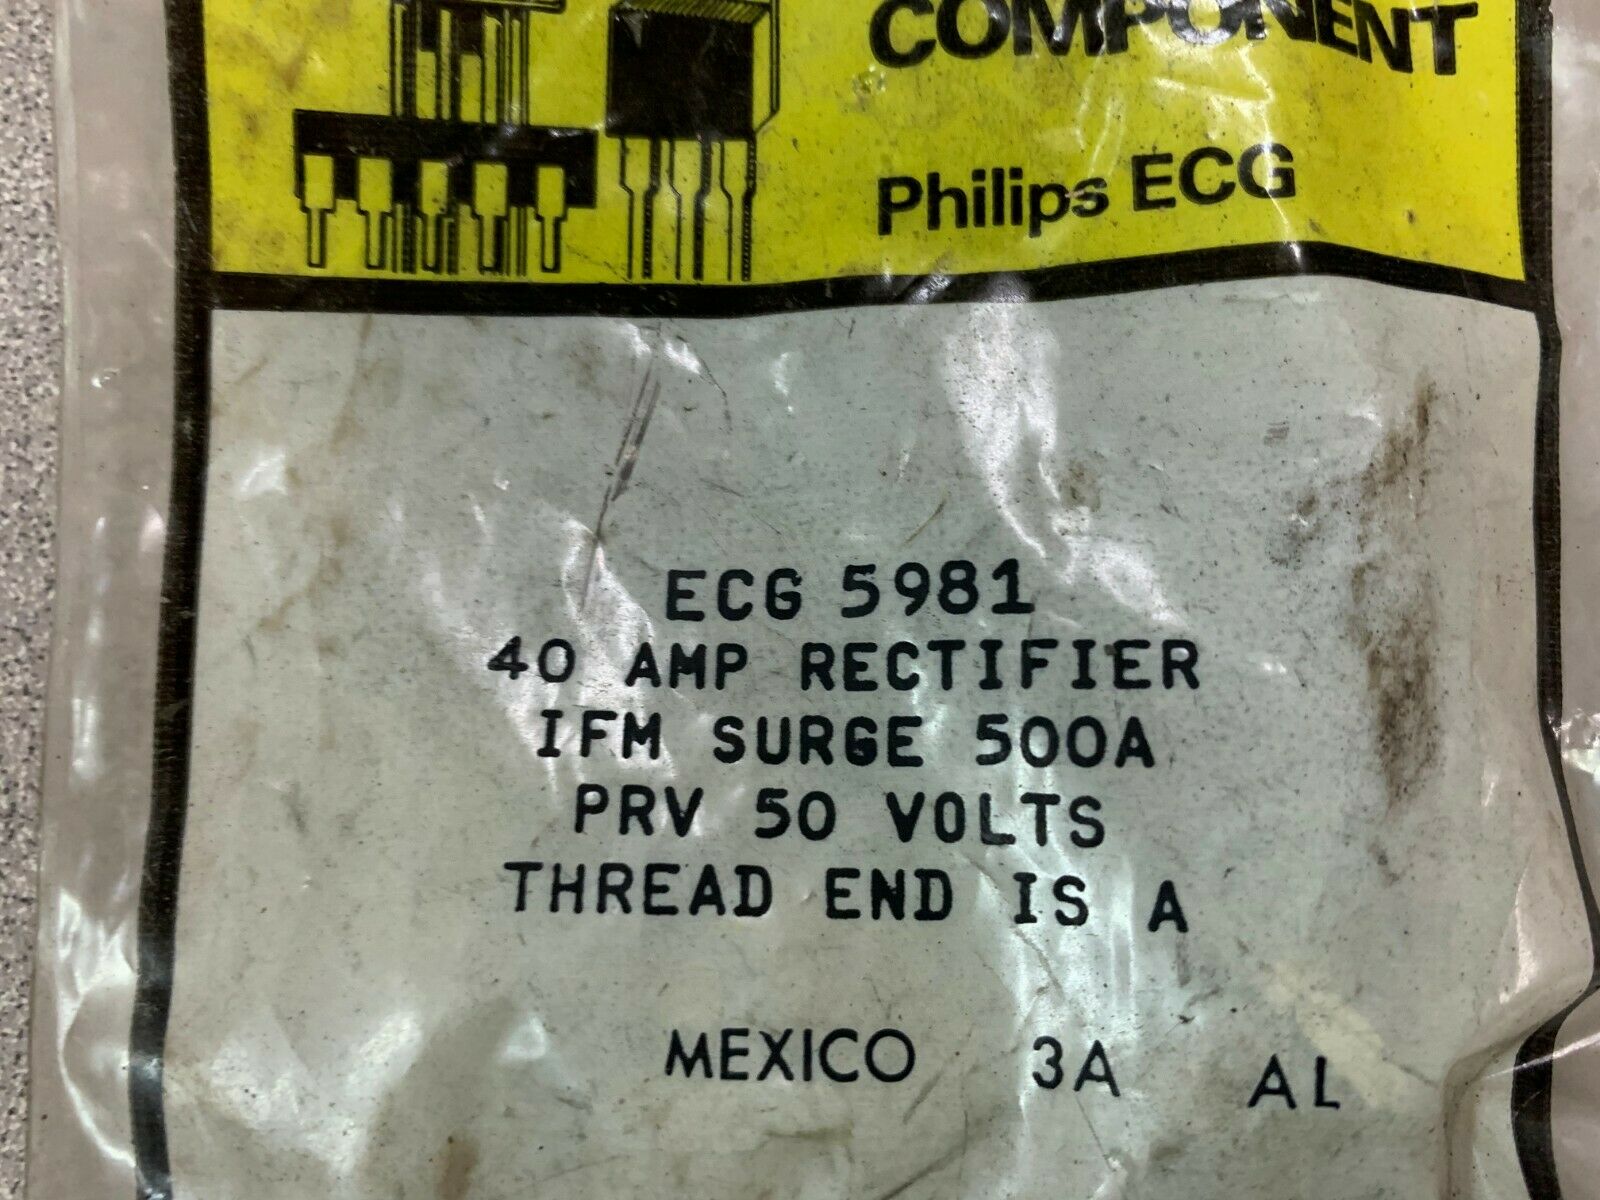 COMPONENT
Philips ECG
ECG 5981
40 AMP RECTIFIER
IFM SURGE 500A
PRV 50 VOLTS
THREAD END IS A
MEXICO 3A AL